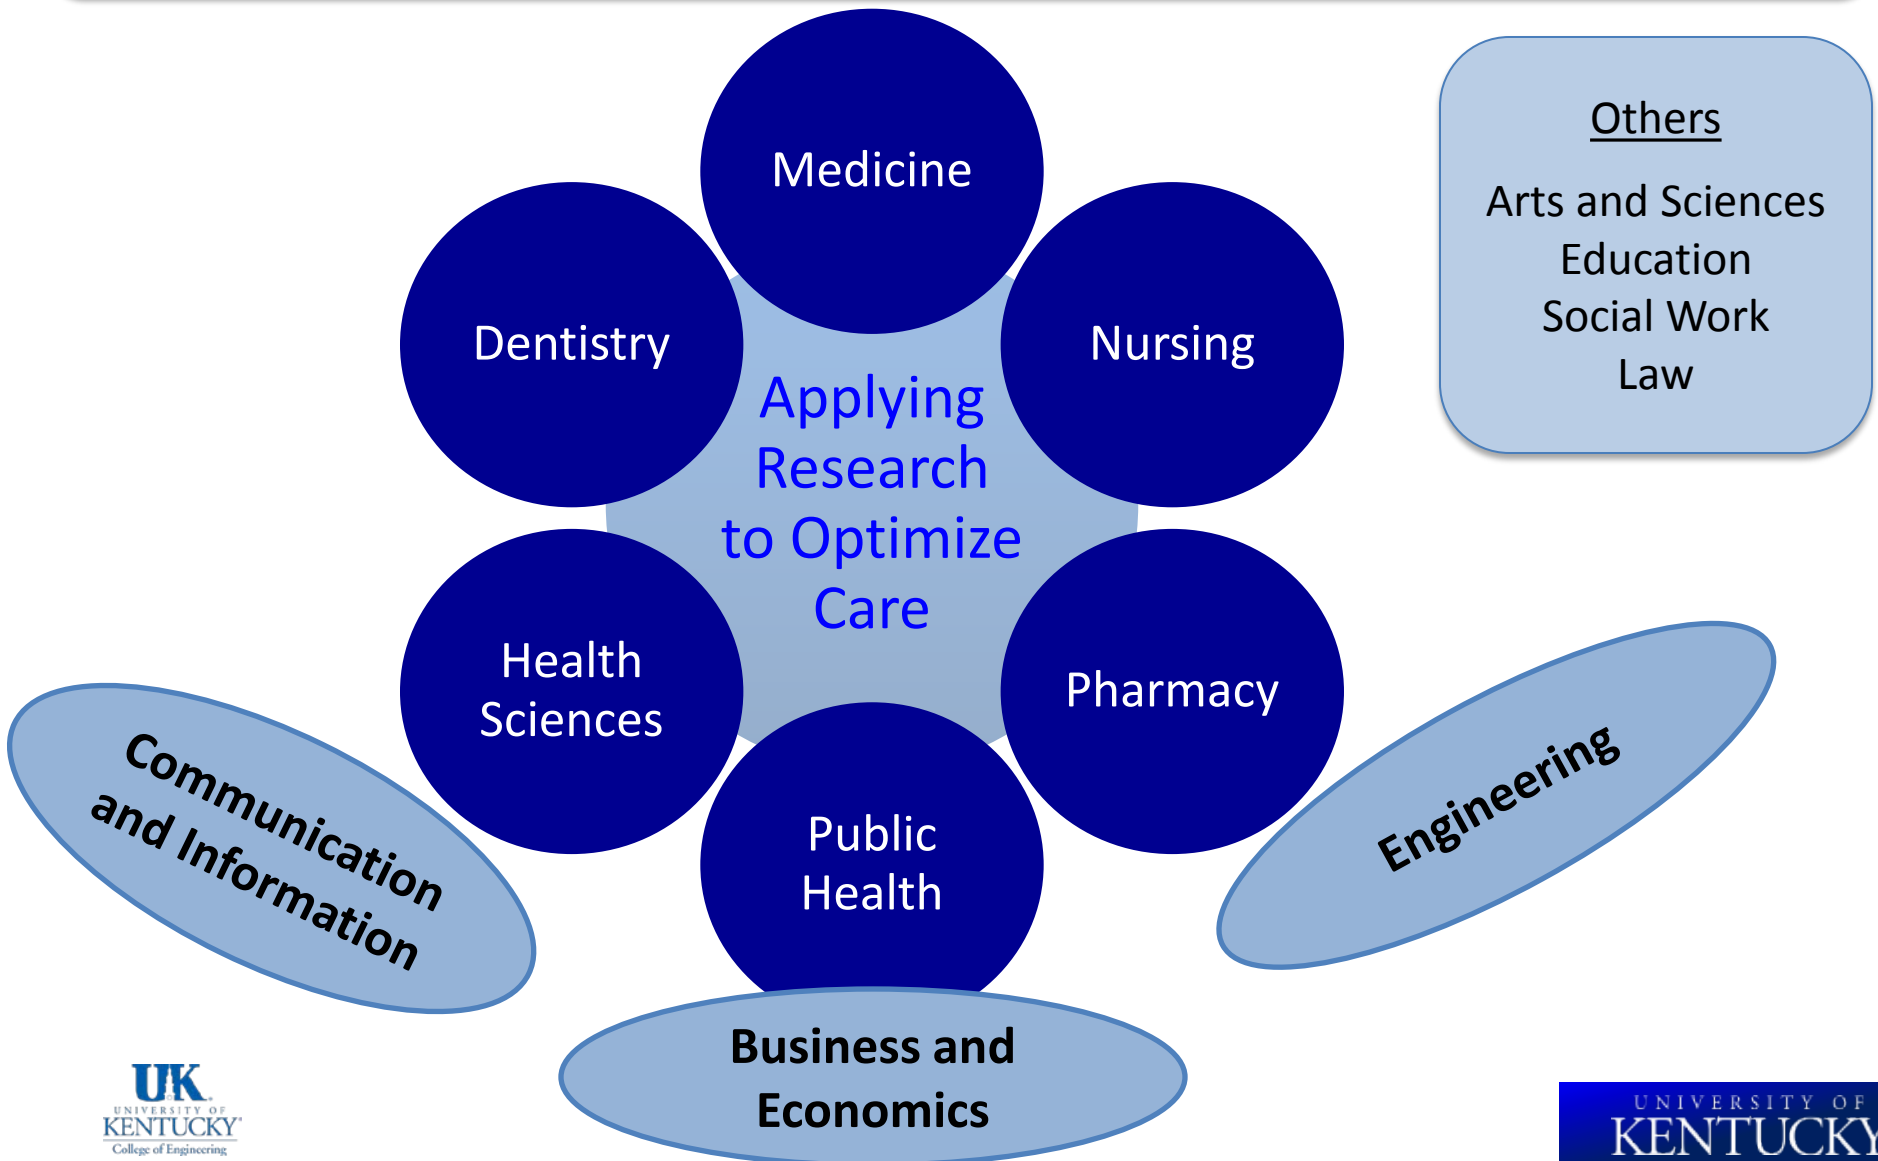 Medicine
Others
Arts and Sciences
Education
Social Work
Law
Dentistry
Nursing
Applying
Research
to Optimize
Care
Health
Sciences
Pharmacy
Communication
and Information
Engineering
Public
Health
Business and
Economics
UK
UNIVERSITY OF
KENTUCKY
College of Engineering
UNIVERSITY OF
KENTUCKY